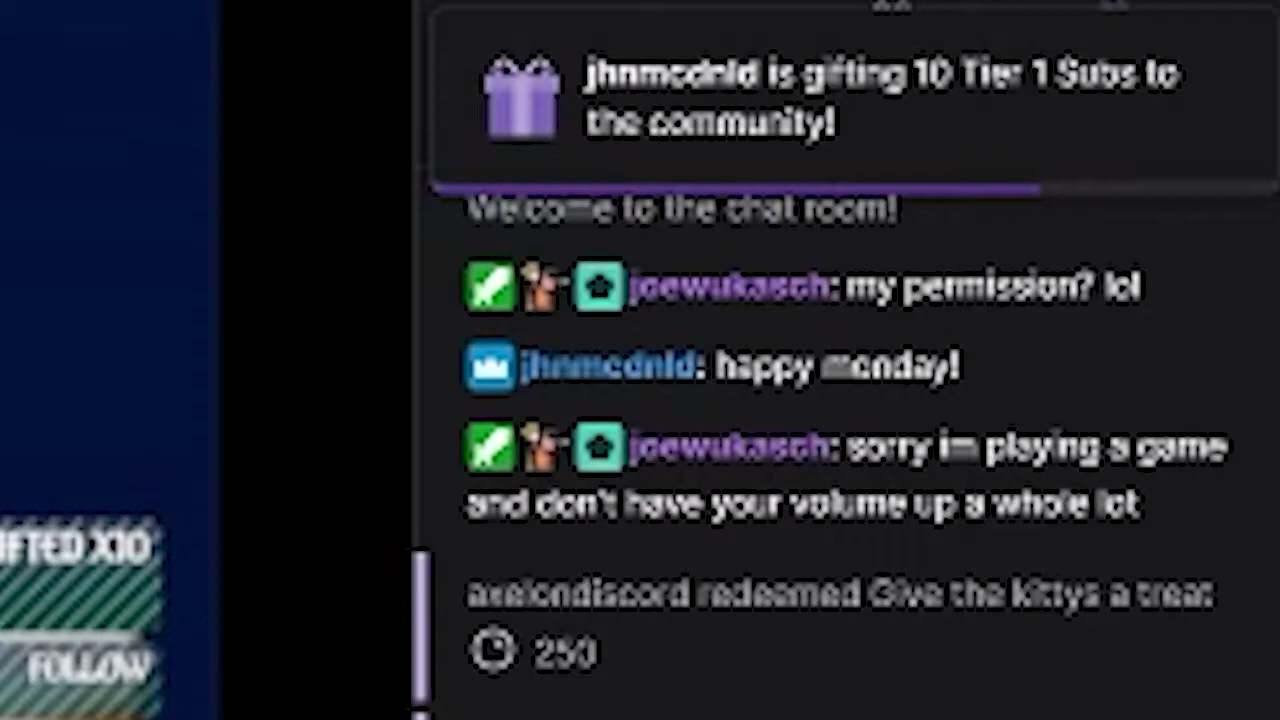 jhnmcdnld is gifting 10 Tier 1 Subs to
the community!
Welcome to the chat room!
joewukasch: my permission? lol
jhnmcdnld: happy monday!
joewukasch: sorry im playing a game
and don't have your volume up a whole lot
IFTED X10
axelondiscord redeemed Give the kittys a treat
250
FOLLOW